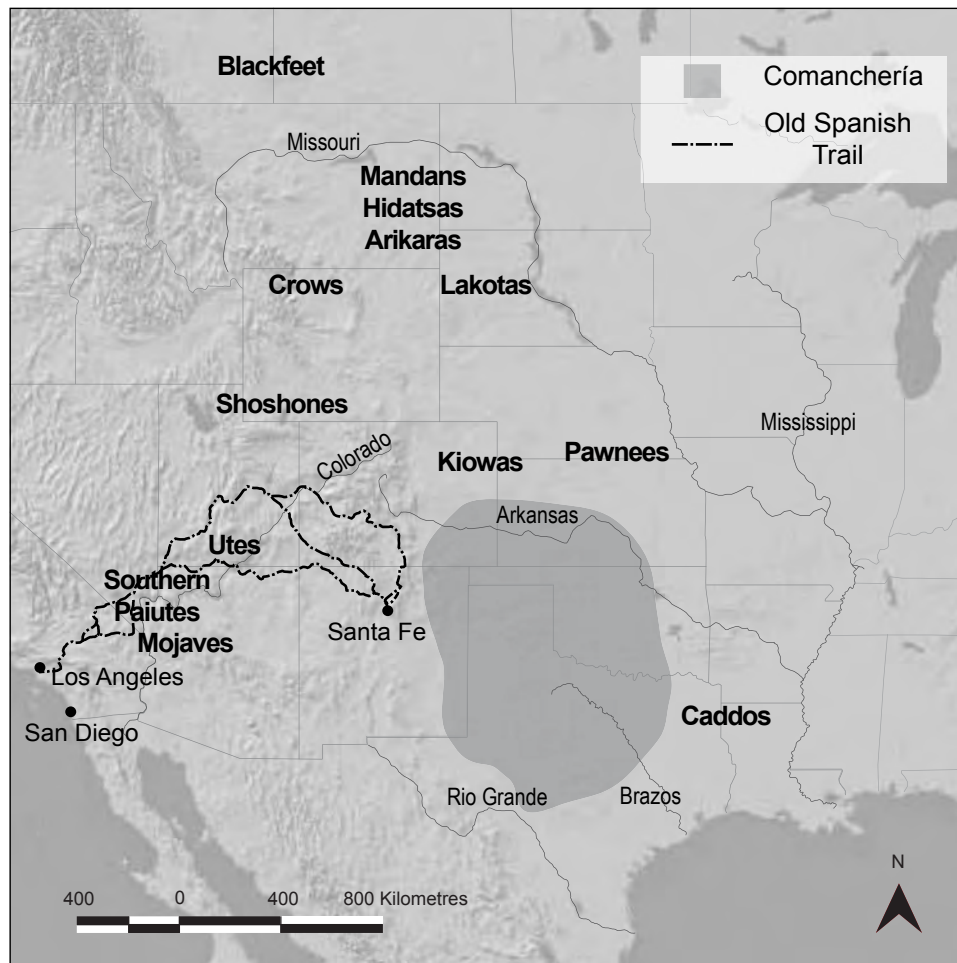 Blackfeet
Comanchería
Old Spanish
Trail
Missouri
Mandans
Hidatsas
Arikaras
Crows
Lakotas
Shoshones
Mississippi
Colorado
Kiowas
Pawnees
Arkansas
Utes
Southern
Paiutes
Mojaves
Santa Fe
Los Angeles
San Diego
Caddos
Rio Grande
Brazos
N
400 0 400 800 Kilometres